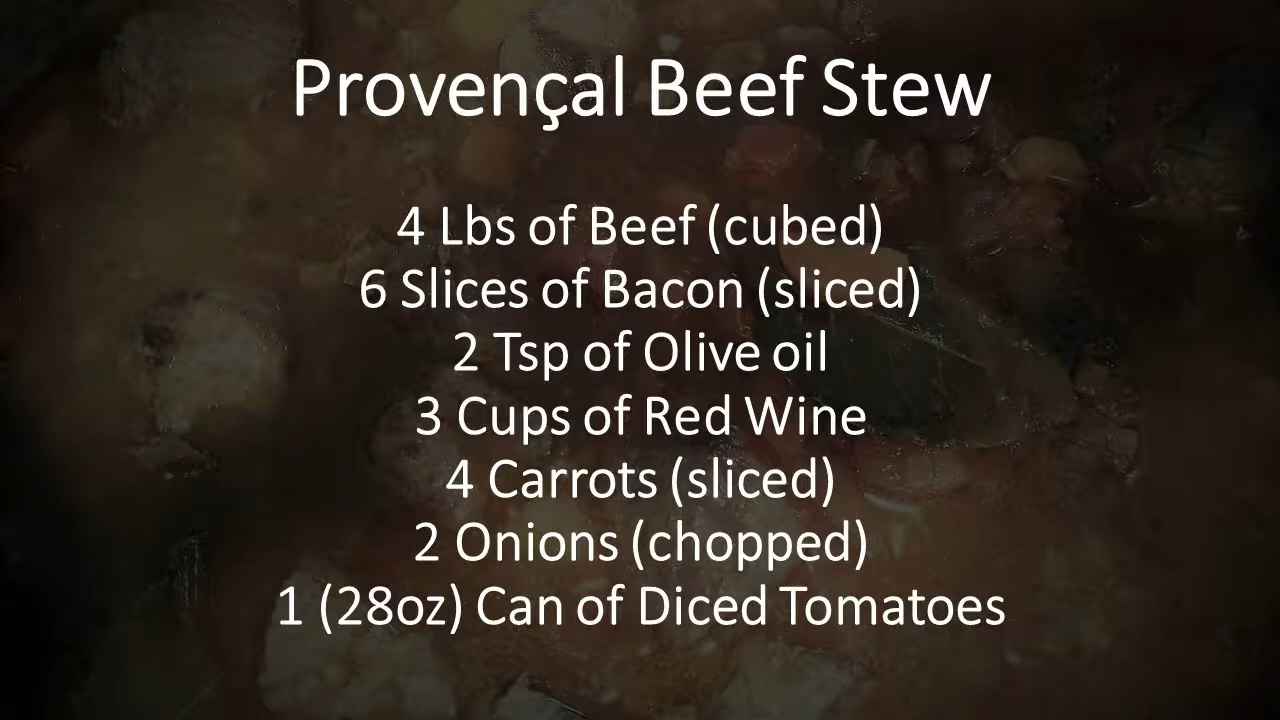 Provençal Beef Stew
4 Lbs of Beef (cubed)
6 Slices of Bacon (sliced)
2 Tsp of Olive oil
3 Cups of Red Wine
4 Carrots (sliced)
2 Onions (chopped)
1 (28oz) Can of Diced Tomatoes